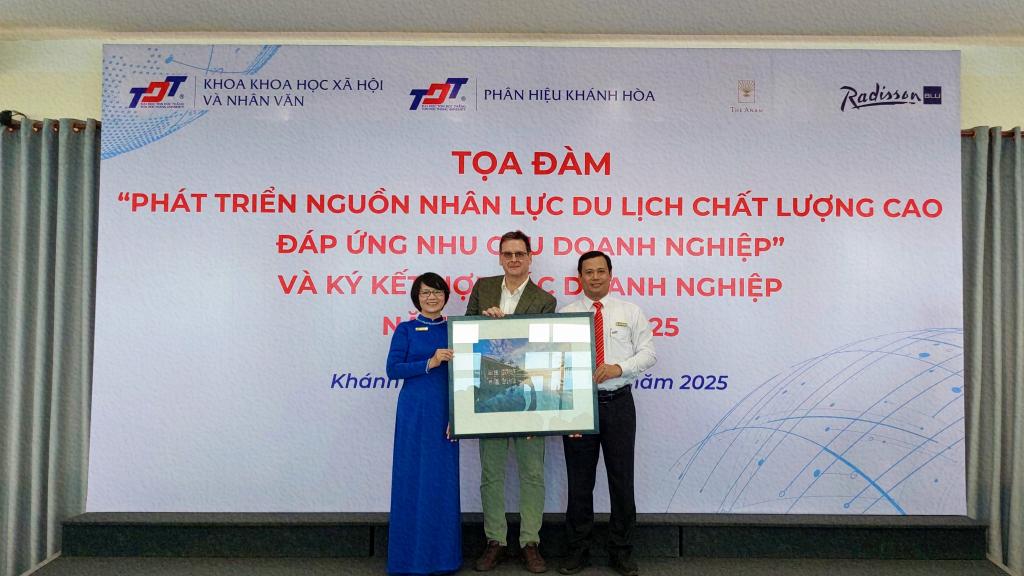 TDT
®
KHOA KHOA HỌC XÃ HỘI
VÀ NHÂN VĂN
TDT
®
PHÂN HIỆU KHÁNH HÒA
THE ANAM
Radisson BLU
TỌA ĐÀM
“PHÁT TRIỂN NGUỒN NHÂN LỰC DU LỊCH CHẤT LƯỢNG CAO
ĐÁP ỨNG NHU DOANH NGHIỆP”
VÀ KÝ KẾT DOANH NGHIỆP
25
Khánh năm 2025